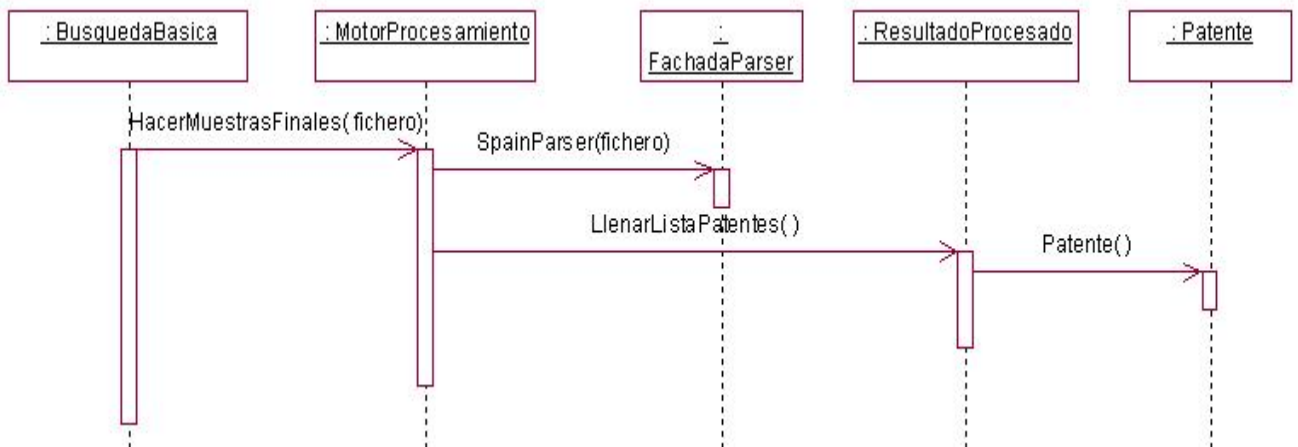 : BusquedaBasica
: MotorProcesamiento
:
FachadaParser
: ResultadoProcesado
: Patente
HacerMuestrasFinales( fichero)
SpainParser(fichero)
LlenarListaPatentes( )
Patente( )